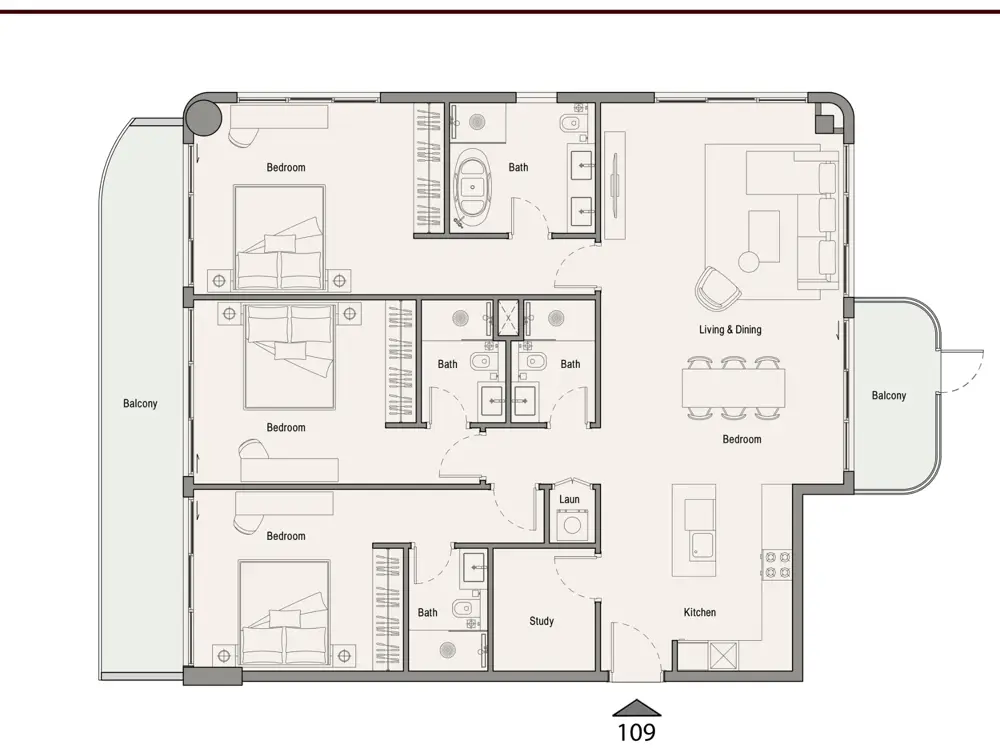 Bedroom
Bath
Living & Dining
Bath
Bath
Balcony
Balcony
Bedroom
Bedroom
Laun
Bedroom
Bath
Study
Kitchen
109